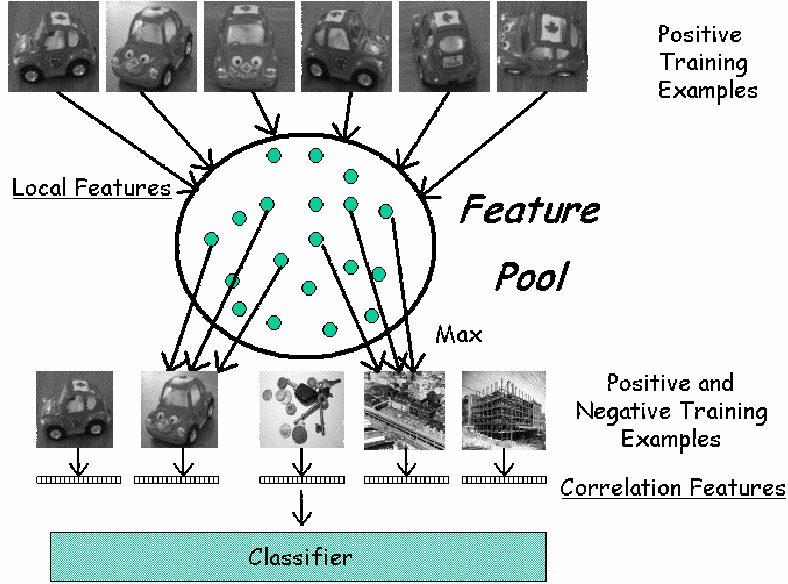 Positive
Training
Examples
Local Features
Feature
Pool
Max
Positive and
Negative Training
Examples
Correlation Features
Classifier